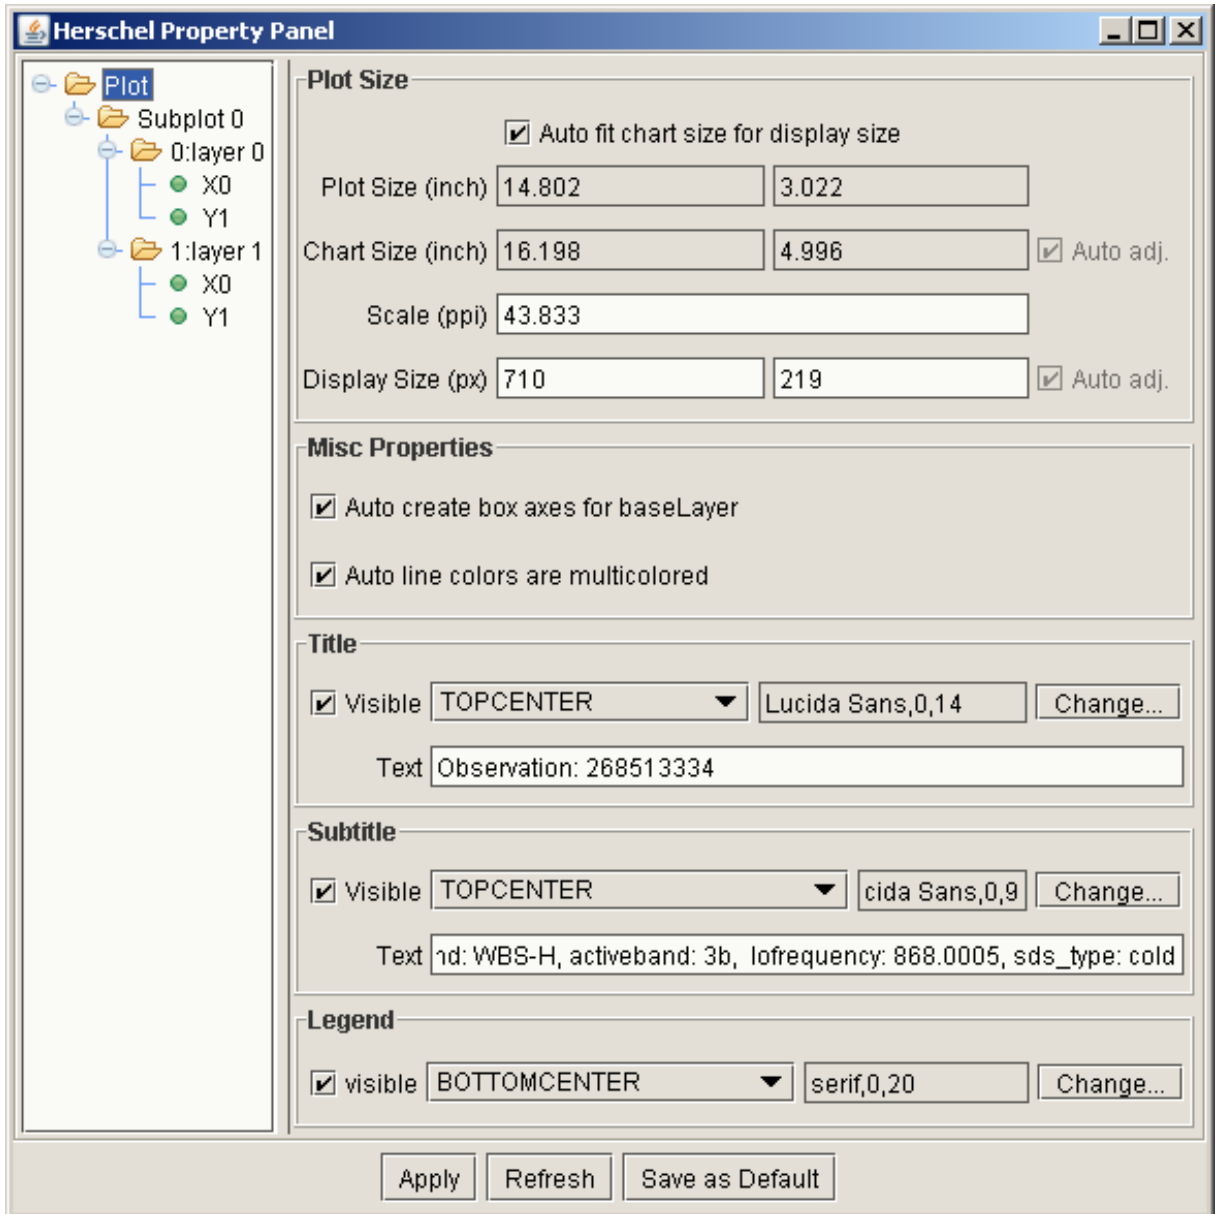 Herschel Property Panel
Plot
Subplot 0
0:layer 0
X0
Y1
1:layer 1
X0
Y1
Plot Size
Auto fit chart size for display size
Plot Size (inch) 14.802 3.022
Chart Size (inch) 16.198 4.996 Auto adj.
Scale (ppi) 43.833
Display Size (px) 710 219 Auto adj.
Misc Properties
Auto create box axes for baseLayer
Auto line colors are multicolored
Title
Visible TOPCENTER Lucida Sans,0,14 Change...
Text Observation: 268513334
Subtitle
Visible TOPCENTER cida Sans,0,9 Change...
Text nd: WBS-H, activeband: 3b, lofrequency: 868.0005, sds_type: cold
Legend
visible BOTTOMCENTER serif,0,20 Change...
Apply Refresh Save as Default